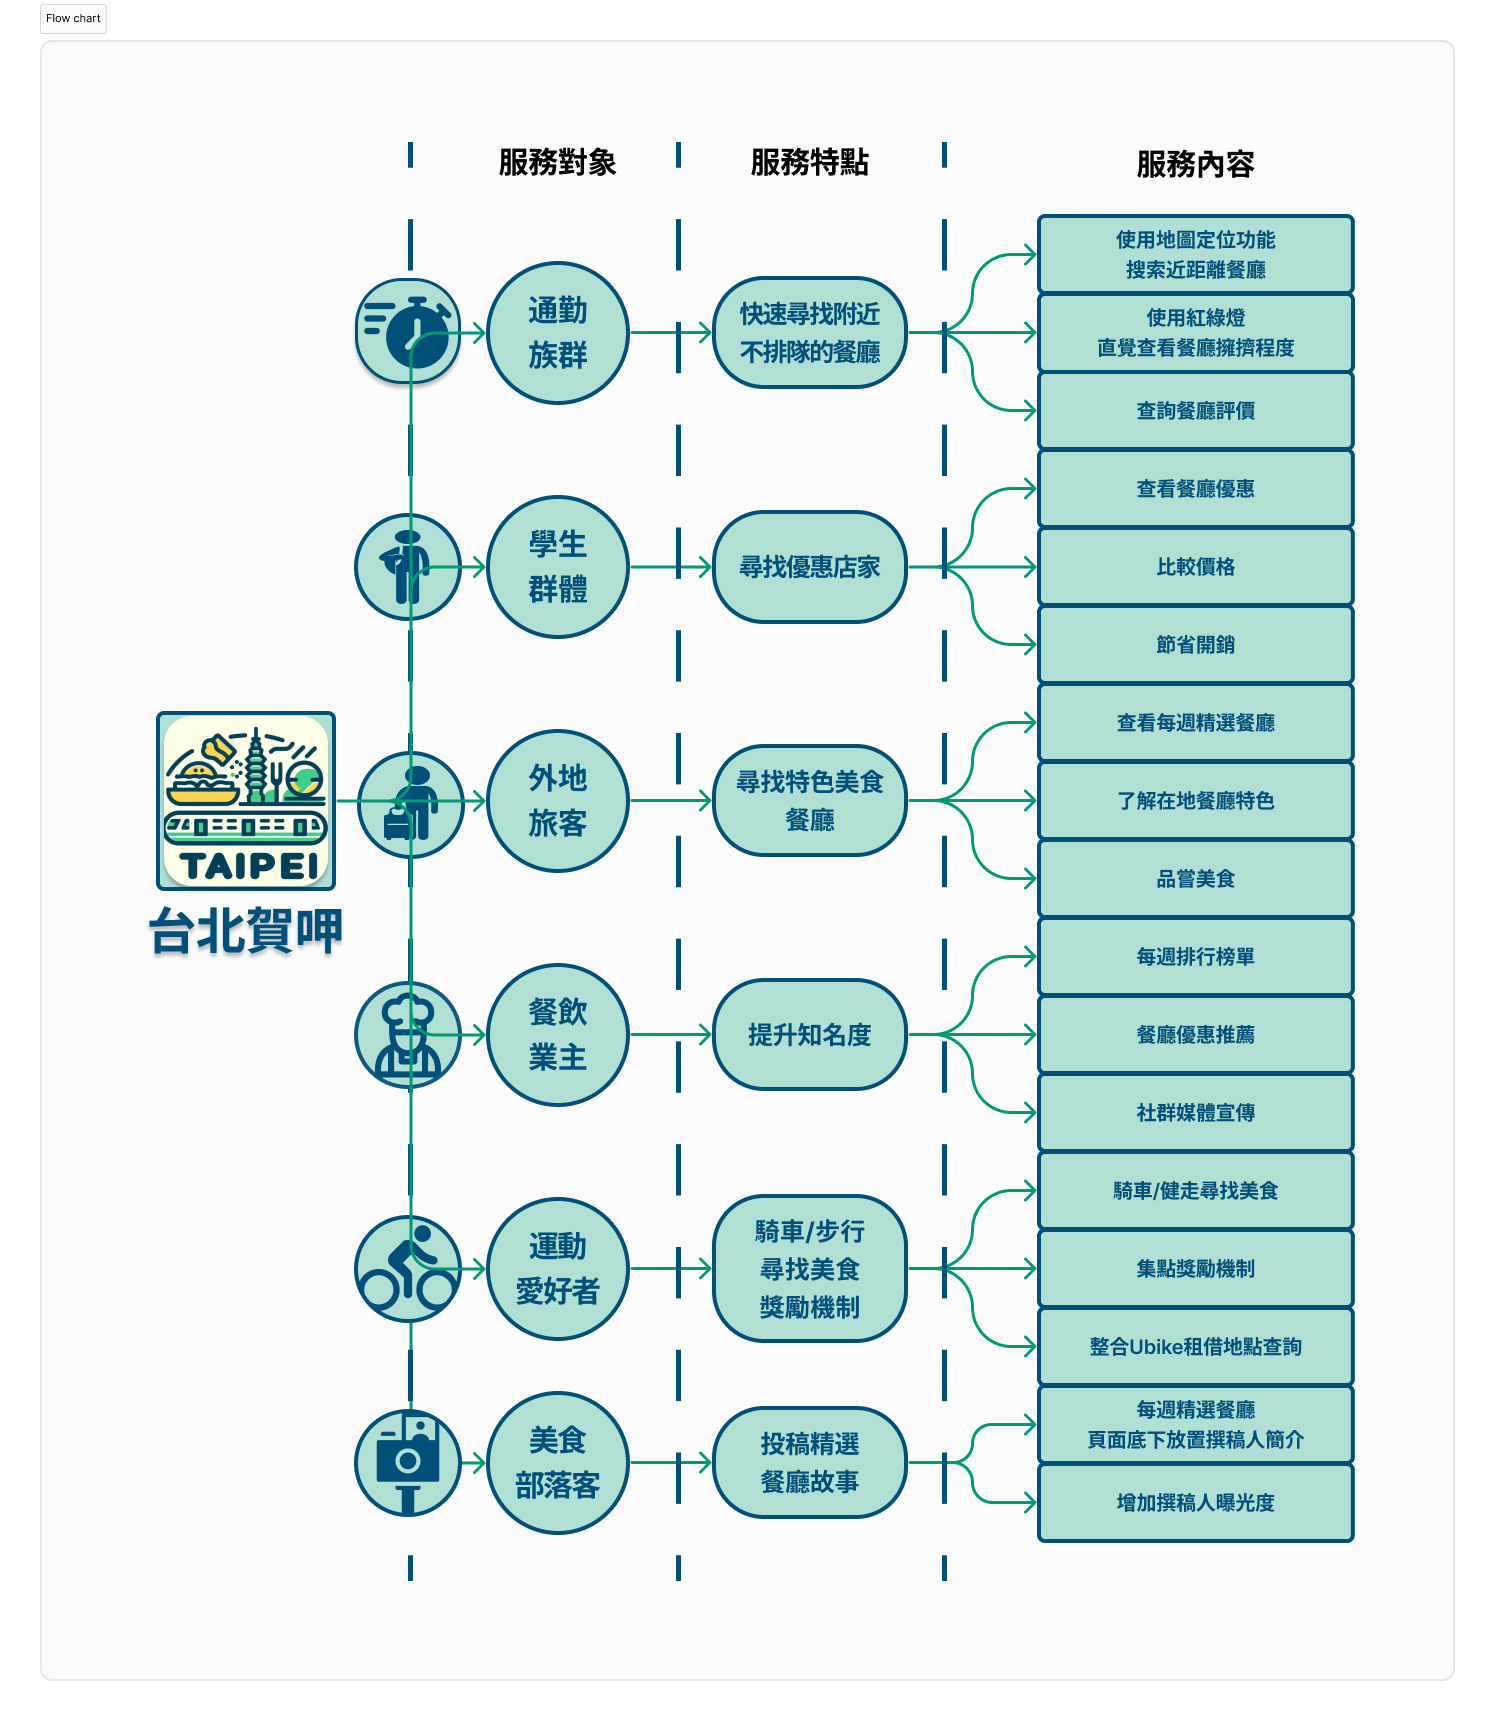 Flow chart
服務對象
服務特點
服務內容
通勤
族群
快速尋找附近
不排隊的餐廳
使用地圖定位功能
搜索近距離餐廳
使用紅綠燈
直覺查看餐廳擁擠程度
查詢餐廳評價
學生
群體
尋找優惠店家
查看餐廳優惠
比較價格
節省開銷
TAIPEI
台北賀呷
外地
旅客
尋找特色美食
餐廳
查看每週精選餐廳
了解在地餐廳特色
品嘗美食
餐飲
業主
提升知名度
每週排行榜單
餐廳優惠推薦
社群媒體宣傳
運動
愛好者
騎車/步行
尋找美食
獎勵機制
騎車/健走尋找美食
集點獎勵機制
整合Ubike租借地點查詢
美食
部落客
投稿精選
餐廳故事
每週精選餐廳
頁面底下放置撰稿人簡介
增加撰稿人曝光度